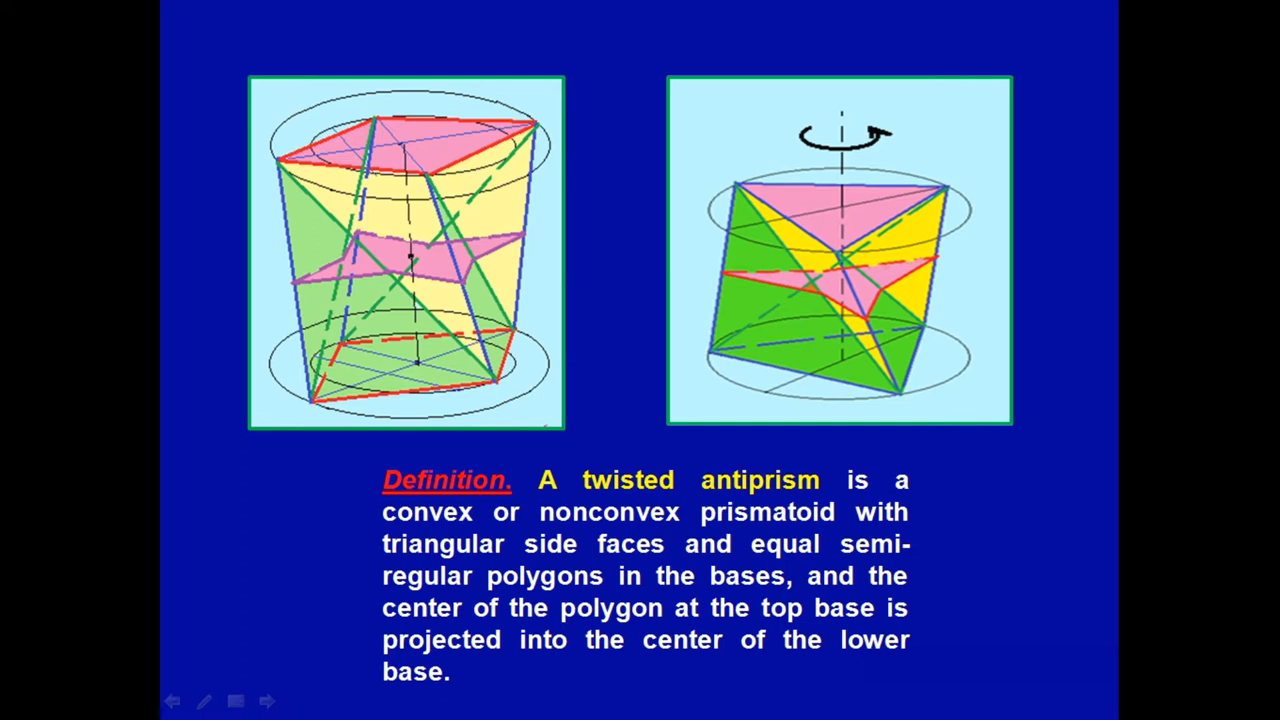 Definition. A twisted antiprism is a
convex or nonconvex prismatoid with
triangular side faces and equal semi-
regular polygons in the bases, and the
center of the polygon at the top base is
projected into the center of the lower
base.